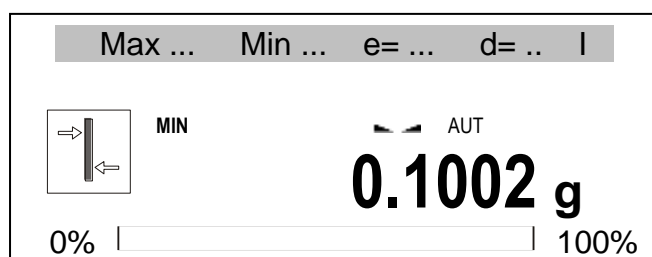 Max ... Min ... e= ... d= .. I
MIN AUT
0.1002 g
0% 100%